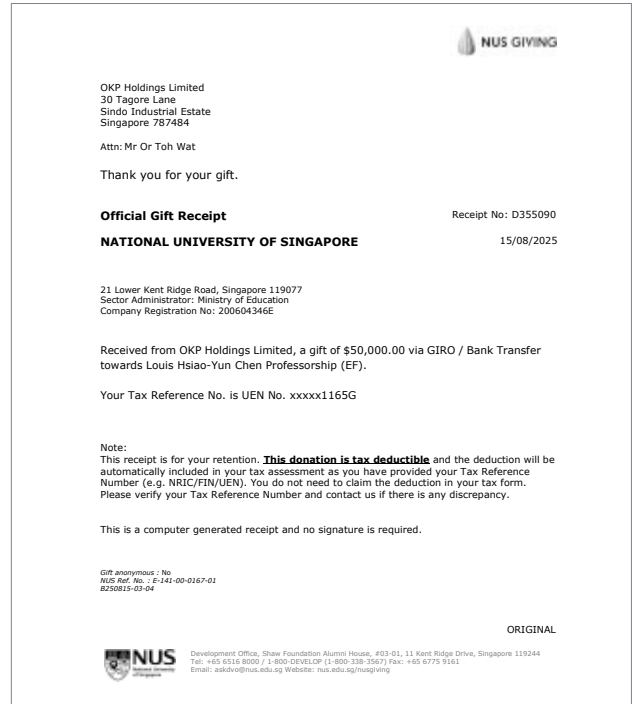 NUS GIVING
OKP Holdings Limited
30 Tagore Lane
Sindo Industrial Estate
Singapore 787484
Attn: Mr Or Toh Wat
Thank you for your gift.
Official Gift Receipt
Receipt No: D355090
NATIONAL UNIVERSITY OF SINGAPORE
15/08/2025
21 Lower Kent Ridge Road, Singapore 119077
Sector Administrator: Ministry of Education
Company Registration No: 200604346E
Received from OKP Holdings Limited, a gift of $50,000.00 via GIRO / Bank Transfer
towards Louis Hsiao-Yun Chen Professorship (EF).
Your Tax Reference No. is UEN No. xxxxx1165G
Note:
This receipt is for your retention. This donation is tax deductible and the deduction will be
automatically included in your tax assessment as you have provided your Tax Reference
Number (e.g. NRIC/FIN/UEN). You do not need to claim the deduction in your tax form.
Please verify your Tax Reference Number and contact us if there is any discrepancy.
This is a computer generated receipt and no signature is required.
Gift anonymous : No
NUS Ref. No. : E-141-00-0167-01
B250815-03-04
ORIGINAL
NUS
National University
of Singapore
Development Office, Shaw Foundation Alumni House, #03-01, 11 Kent Ridge Drive, Singapore 119244
Tel: +65 6516 8000 / 1-800-DEVELOP (1-800-338-3567) Fax: +65 6775 9161
Email: askdvo@nus.edu.sg Website: nus.edu.sg/nusgiving